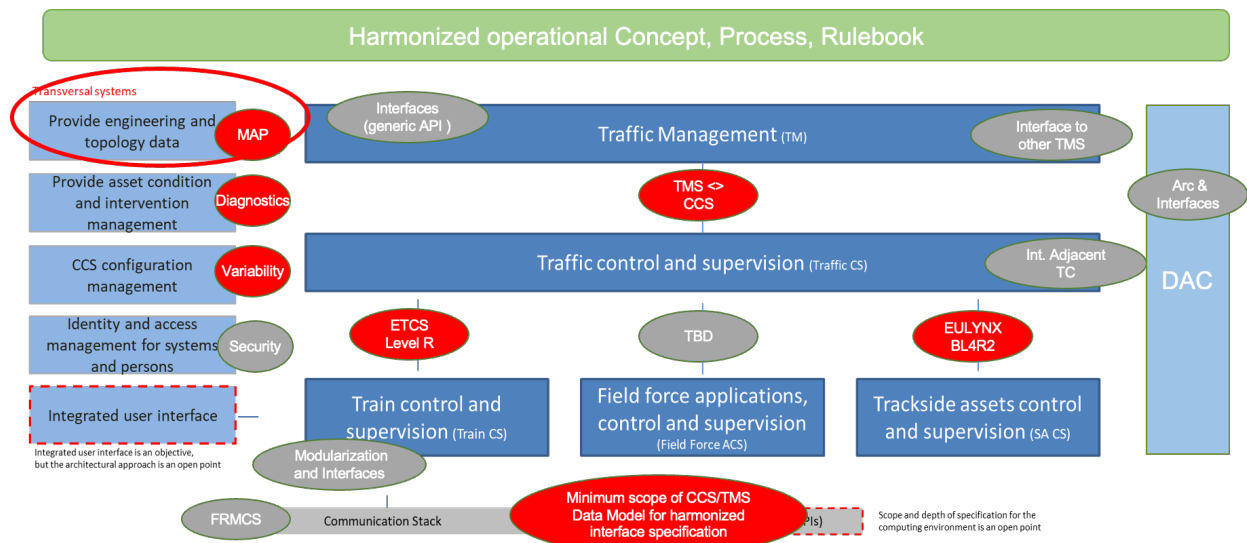 Harmonized operational Concept, Process, Rulebook
Transversal systems
Provide engineering and
topology data
MAP
Interfaces
(generic API )
Traffic Management (TM)
Interface to
other TMS
Provide asset condition
and intervention
management
Diagnostics
TMS <>
CCS
Arc &
Interfaces
CCS configuration
management
Variability
Traffic control and supervision (Traffic CS)
Int. Adjacent
TC
DAC
Identity and access
management for systems
and persons
Security
ETCS
Level R
TBD
EULYNX
BL4R2
Integrated user interface
Train control and
supervision (Train CS)
Field force applications,
control and supervision
(Field Force ACS)
Trackside assets control
and supervision (SA CS)
Integrated user interface is an objective,
but the architectural approach is an open point
Modularization
and Interfaces
FRMCS
Communication Stack
Minimum scope of CCS/TMS
Data Model for harmonized
interface specification
PIs)
Scope and depth of specification for the
computing environment is an open point